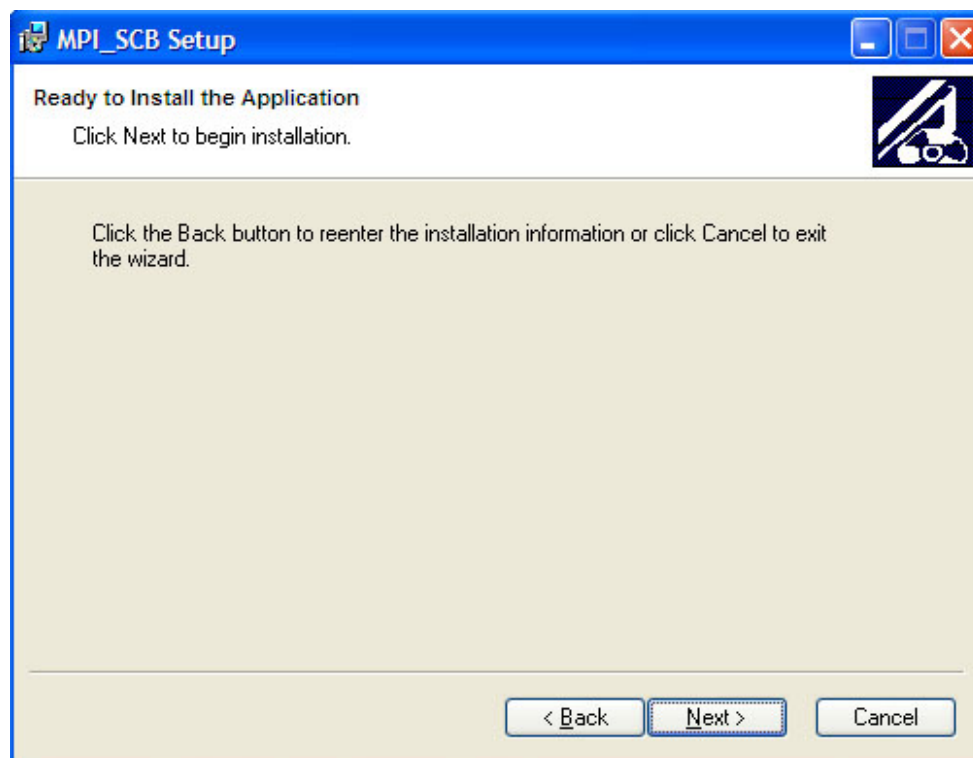 MPI_SCB Setup
Ready to Install the Application
Click Next to begin installation.
Click the Back button to reenter the installation information or click Cancel to exit
the wizard.
< Back Next > Cancel